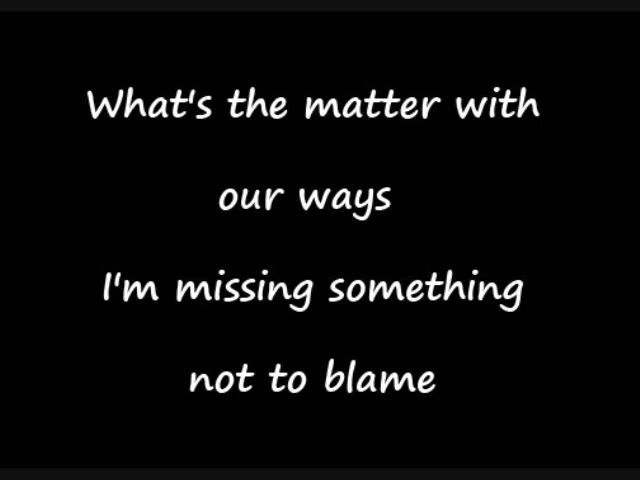 What's the matter with
our ways
I'm missing something
not to blame